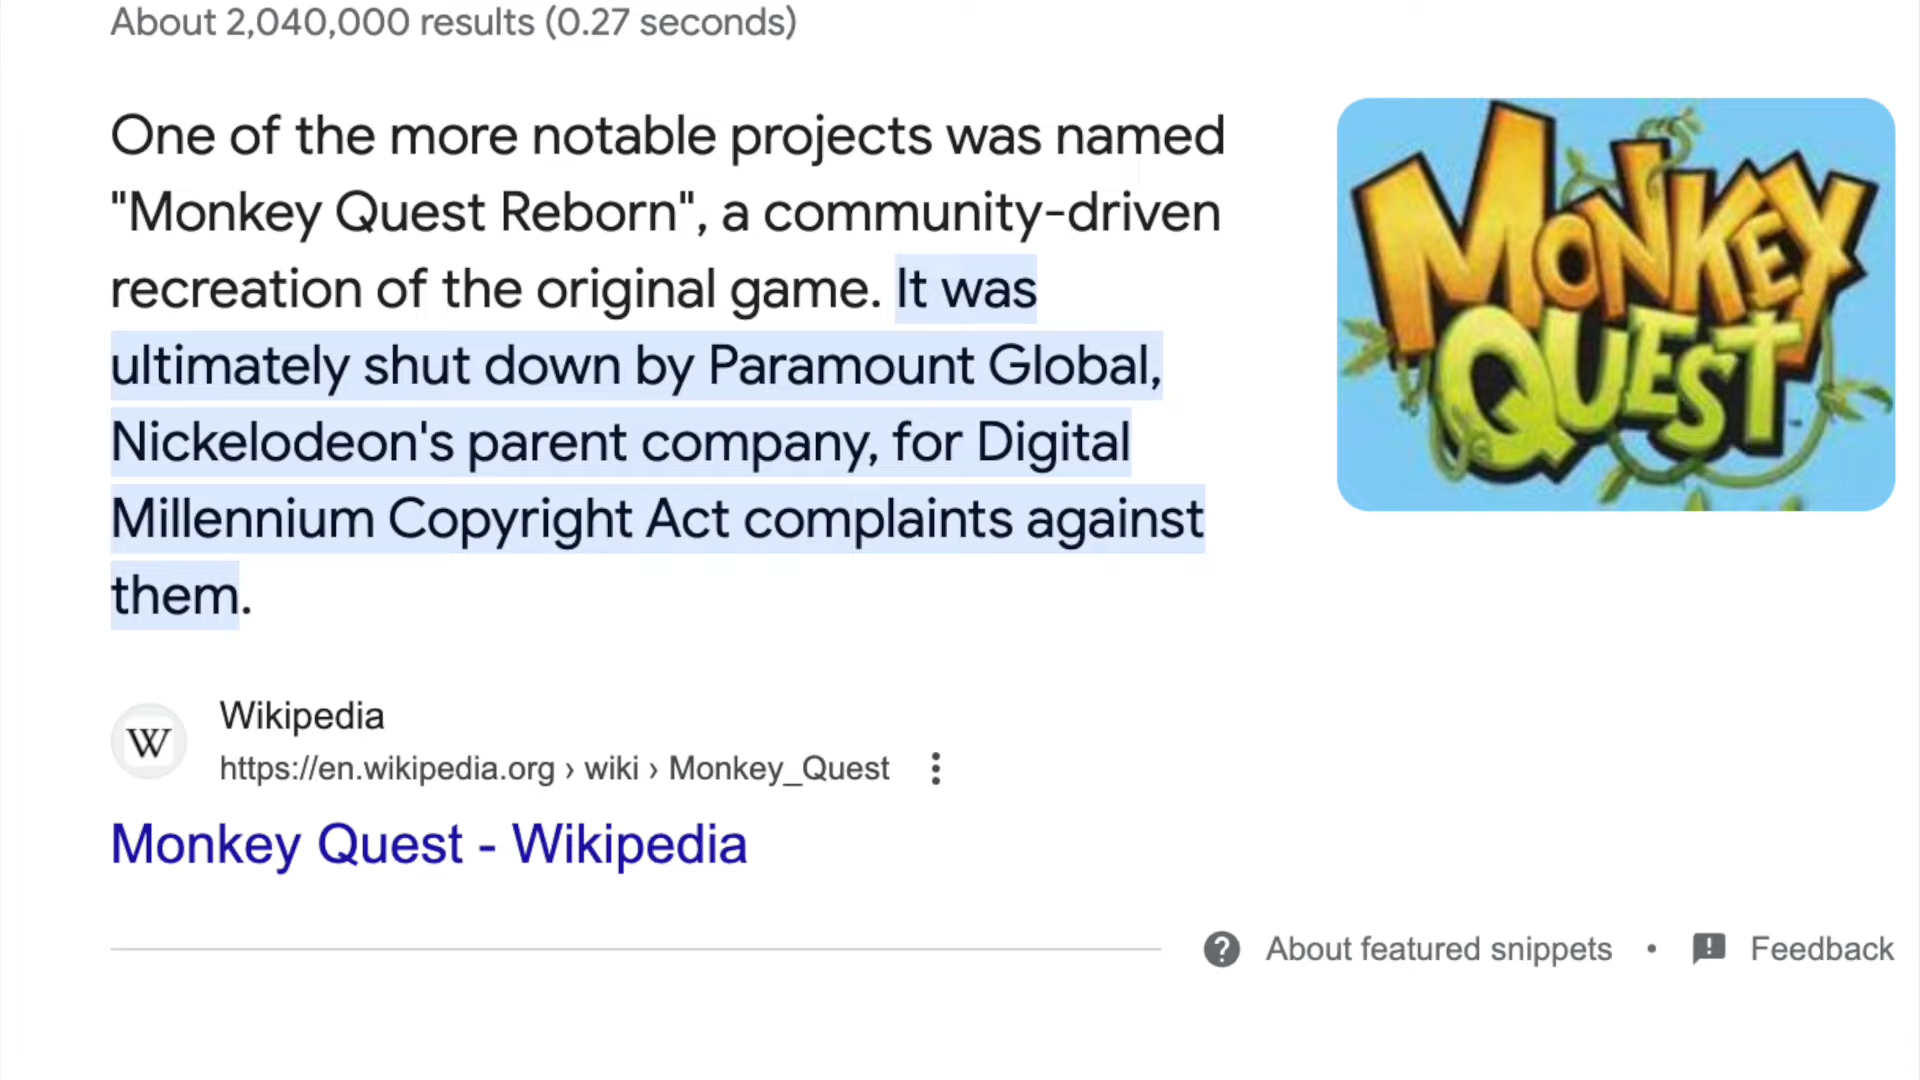 About 2,040,000 results (0.27 seconds)
One of the more notable projects was named
"Monkey Quest Reborn", a community-driven
recreation of the original game. It was
ultimately shut down by Paramount Global,
Nickelodeon's parent company, for Digital
Millennium Copyright Act complaints against
them.
MONKEY
QUEST
W
Wikipedia
https://en.wikipedia.org › wiki › Monkey_Quest
Monkey Quest - Wikipedia
About featured snippets • Feedback